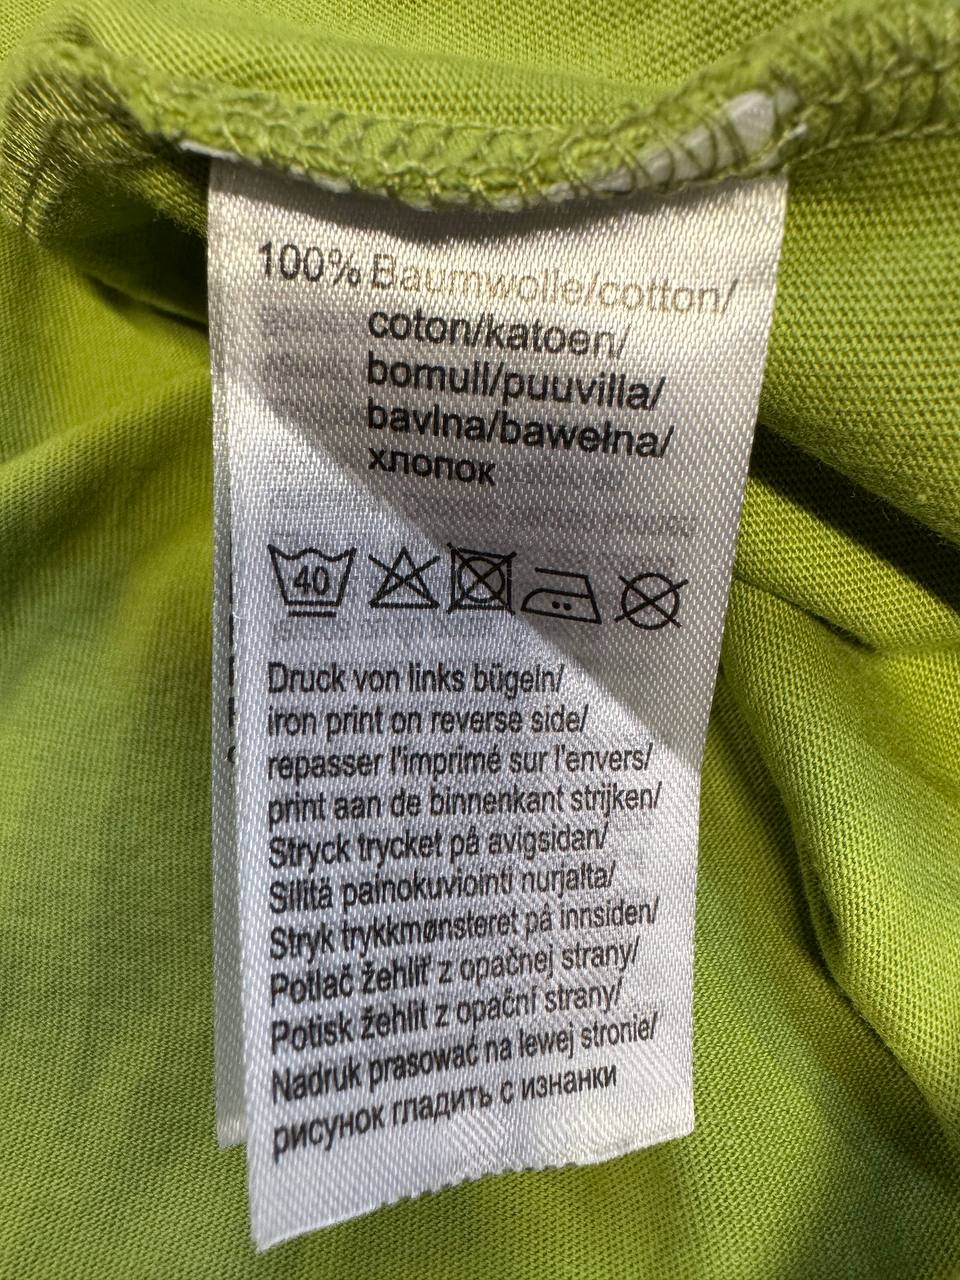 100% Baumwolle/cotton/
coton/katoen/
bomull/puuvilla/
bavlna/bawełna/
хлопок
40
Druck von links bügeln/
iron print on reverse side/
repasser l'imprimé sur l'envers/
print aan de binnenkant strijken/
Stryck trycket på avigsidan/
Silitä painokuviointi nurjalta/
Stryk trykkmønsteret på innsiden/
Potlač žehliť z opačnej strany/
Potisk žehlit z opační strany/
Nadruk prasować na lewej stronie/
рисунок гладить с изнанки